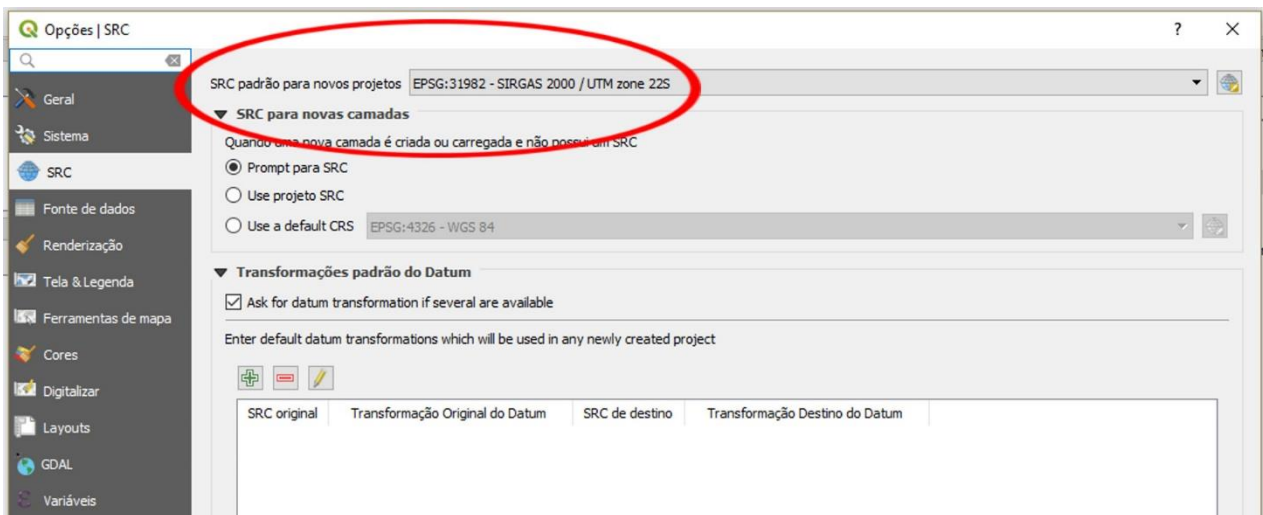 Opções | SRC
SRC padrão para novos projetos EPSG:31982 - SIRGAS 2000 / UTM zone 22S
Geral
SRC para novas camadas
Sistema
Quando uma nova camada é criada ou carregada e não possui um SRC
SRC
Prompt para SRC
Use projeto SRC
Fonte de dados
Use a default CRS EPSG:4326 - WGS 84
Renderização
Transformações padrão do Datum
Tela & Legenda
Ask for datum transformation if several are available
Ferramentas de mapa
Enter default datum transformations which will be used in any newly created project
Cores
Digitalizar
SRC original Transformação Original do Datum SRC de destino Transformação Destino do Datum
Layouts
GDAL
Variáveis